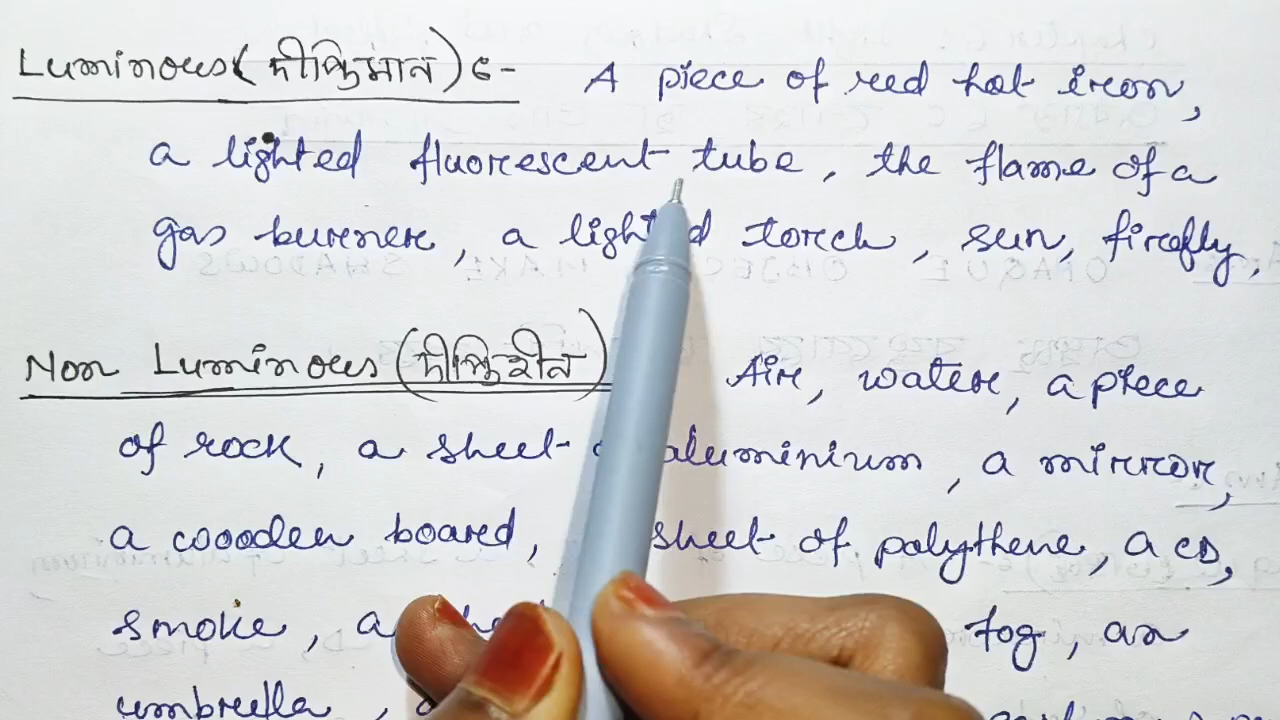 Luminous (দীপ্তিমান) :- A piece of red hot iron,
a lighted fluorescent tube, the flame of a
gas burner, a lighted torch, sun, firefly,
Non Luminous (দীপ্তিহীন) Air, water, a piece
of rock, a sheet aluminium, a mirror,
a wooden board, sheet of polythene, a CD,
smoke, a fog, an
umbrella,